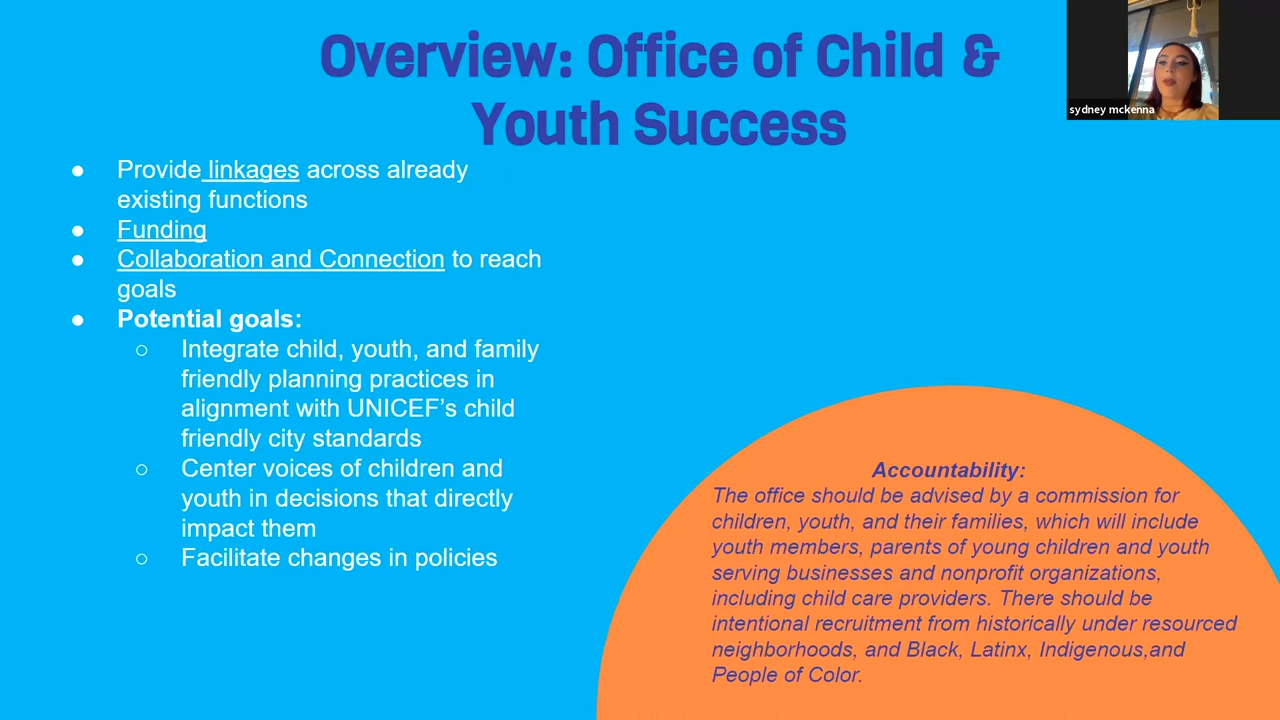 Overview: Office of Child &
Youth Success
sydney mckenna
● Provide linkages across already
existing functions
● Funding
● Collaboration and Connection to reach
goals
● Potential goals:
○ Integrate child, youth, and family
friendly planning practices in
alignment with UNICEF’s child
friendly city standards
○ Center voices of children and
youth in decisions that directly
impact them
○ Facilitate changes in policies
Accountability:
The office should be advised by a commission for
children, youth, and their families, which will include
youth members, parents of young children and youth
serving businesses and nonprofit organizations,
including child care providers. There should be
intentional recruitment from historically under resourced
neighborhoods, and Black, Latinx, Indigenous,and
People of Color.